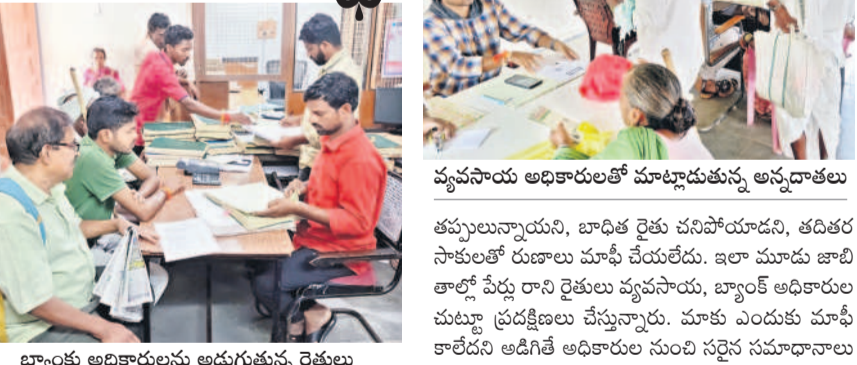 బ్యాంకు అధికారులను అడుగుతున్న రైతులు
వ్యవసాయ అధికారులతో మాట్లాడుతున్న అన్నదాతలు
తప్పులున్నాయని, బాధిత రైతు చనిపోయాడని, తదితర
సాకులతో రుణాలు మాఫీ చేయలేదు. ఇలా మూడు జాబి
తాల్లో పేర్లు రాని రైతులు వ్యవసాయ, బ్యాంక్ అధికారుల
చుట్టూ ప్రదక్షిణలు చేస్తున్నారు. మాకు ఎందుకు మాఫీ
కాలేదని అడిగితే అధికారుల నుంచి సరైన సమాధానాలు